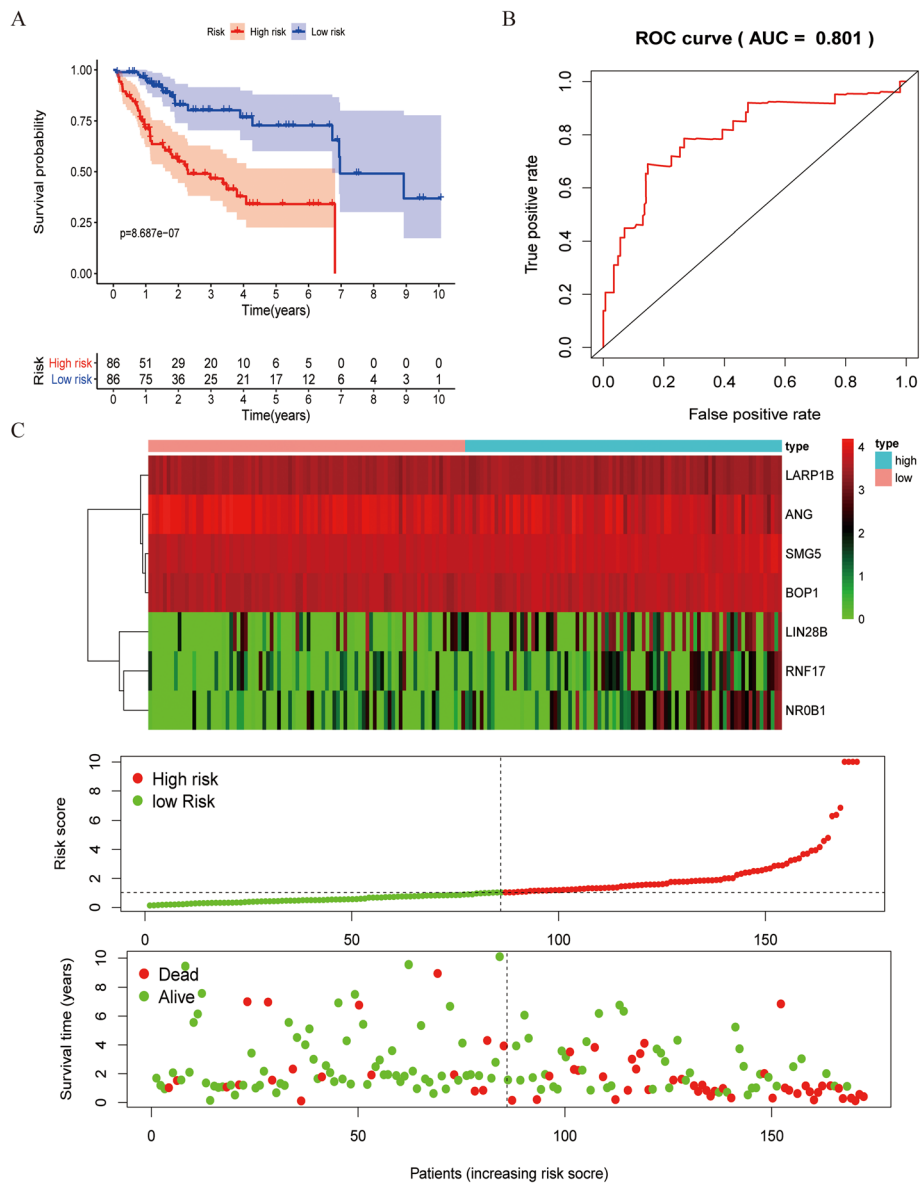 A
Risk High risk Low risk
Survival probability
1.00
0.75
0.50
0.25
0.00
p=8.687e−07
0 1 2 3 4 5 6 7 8 9 10
Time(years)
Risk
High risk 86 51 29 20 10 6 5 0 0 0 0
Low risk 86 75 36 25 21 17 12 6 4 3 1
0 1 2 3 4 5 6 7 8 9 10
Time(years)
B
ROC curve ( AUC = 0.801 )
True positive rate
1.0
0.8
0.6
0.4
0.2
0.0
0.0 0.2 0.4 0.6 0.8 1.0
False positive rate
C
type
LARP1B
ANG
SMG5
BOP1
LIN28B
RNF17
NR0B1
4
3
2
1
0
type
high
low
Risk score
10
8
6
4
2
0
High risk
low Risk
0 50 100 150
Survival time (years)
10
8
6
4
2
0
Dead
Alive
0 50 100 150
Patients (increasing risk socre)